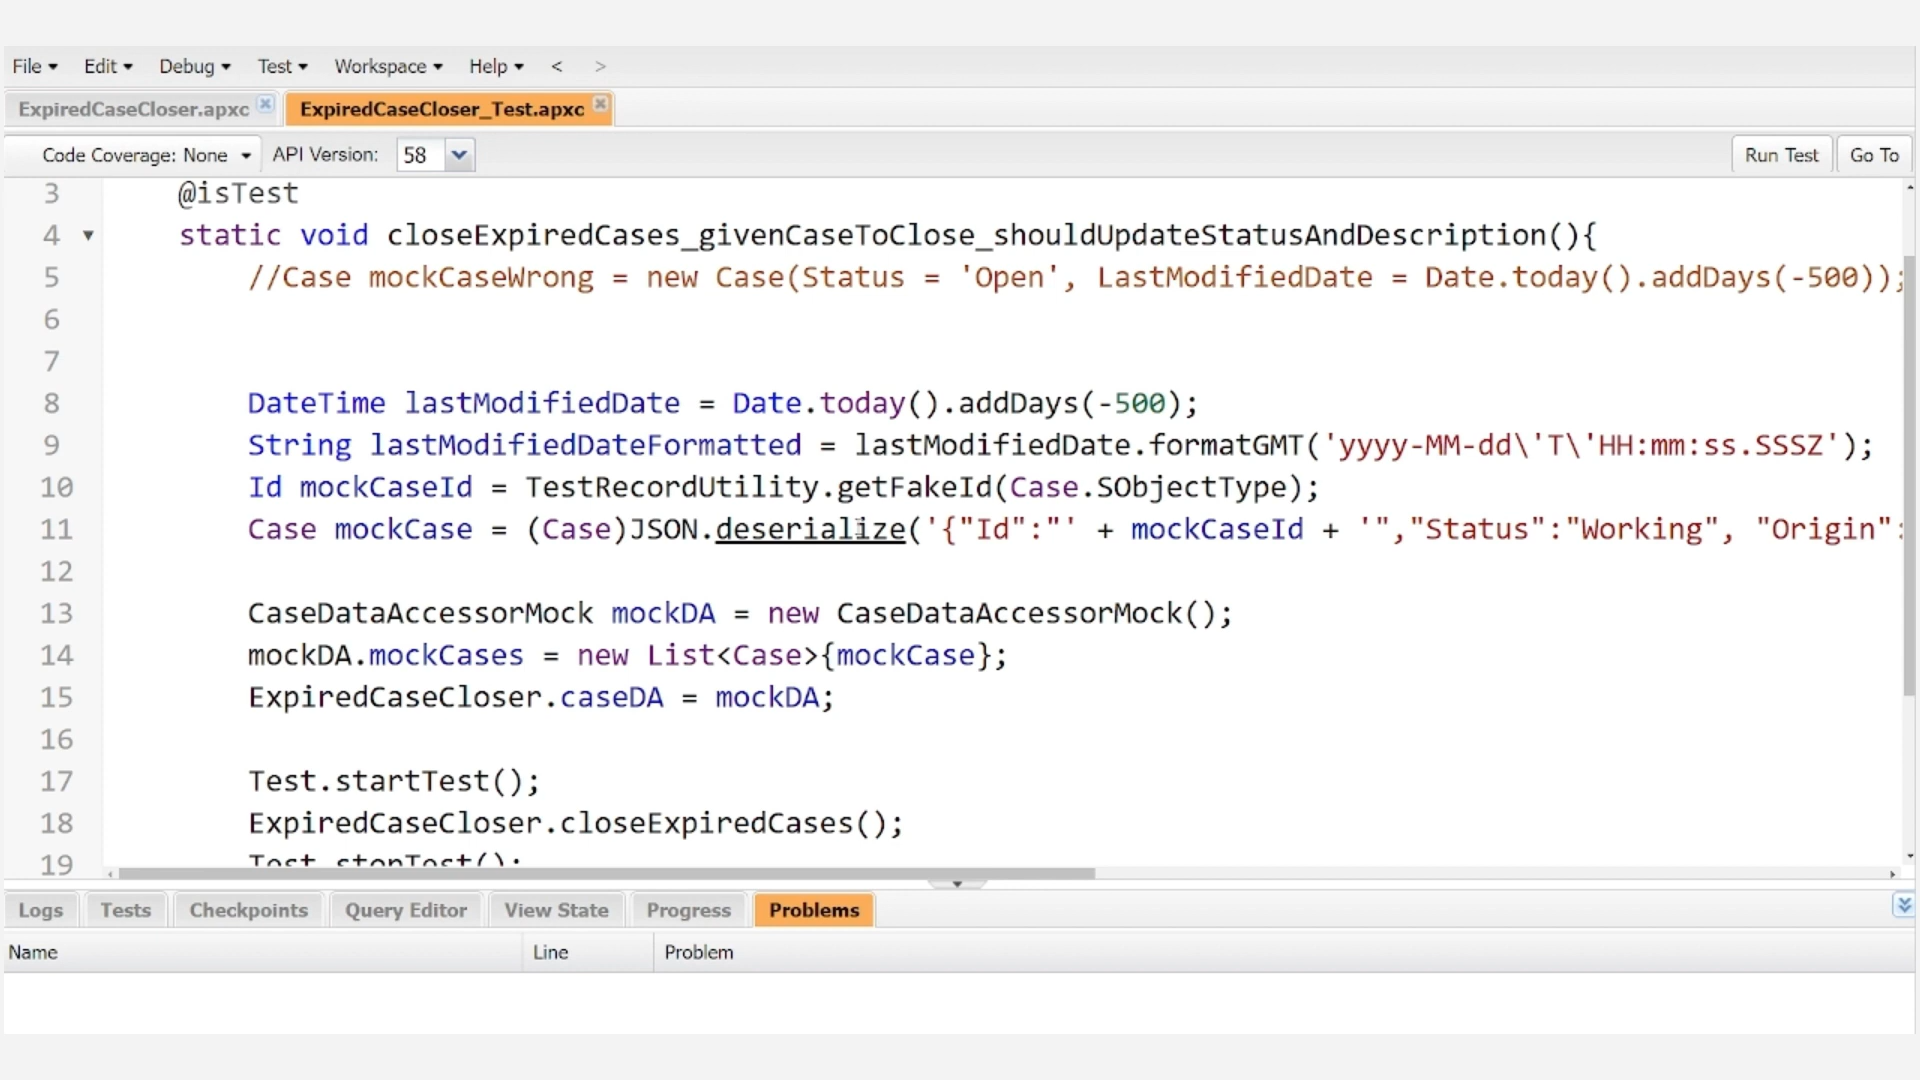 File Edit Debug Test Workspace Help < >
ExpiredCaseCloser.apxc ExpiredCaseCloser_Test.apxc
Code Coverage: None API Version: 58 Run Test Go To
3 @isTest
4 static void closeExpiredCases_givenCaseToClose_shouldUpdateStatusAndDescription(){
5 //Case mockCaseWrong = new Case(Status = 'Open', LastModifiedDate = Date.today().addDays(-500));
6
7
8 DateTime lastModifiedDate = Date.today().addDays(-500);
9 String lastModifiedDateFormatted = lastModifiedDate.formatGMT('yyyy-MM-dd\'T\'HH:mm:ss.SSSZ');
10 Id mockCaseId = TestRecordUtility.getFakeId(Case.SObjectType);
11 Case mockCase = (Case)JSON.deserialize('{"Id":"' + mockCaseId + '","Status":"Working", "Origin":
12
13 CaseDataAccessorMock mockDA = new CaseDataAccessorMock();
14 mockDA.mockCases = new List<Case>{mockCase};
15 ExpiredCaseCloser.caseDA = mockDA;
16
17 Test.startTest();
18 ExpiredCaseCloser.closeExpiredCases();
19 Test.stopTest();
Logs Tests Checkpoints Query Editor View State Progress Problems
Name Line Problem